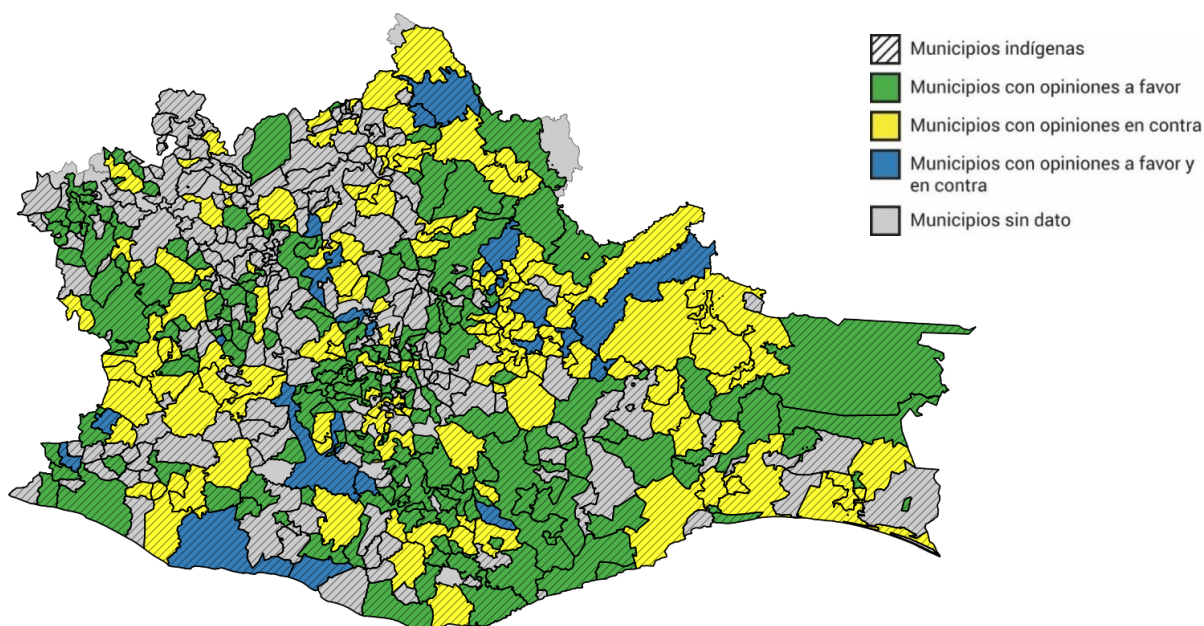 Municipios indígenas
Municipios con opiniones a favor
Municipios con opiniones en contra
Municipios con opiniones a favor y
en contra
Municipios sin dato